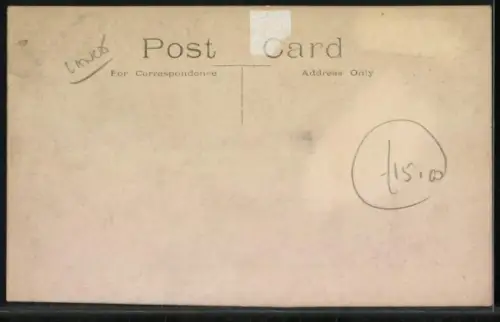 Post Card
For Correspondence Address Only
£15.00